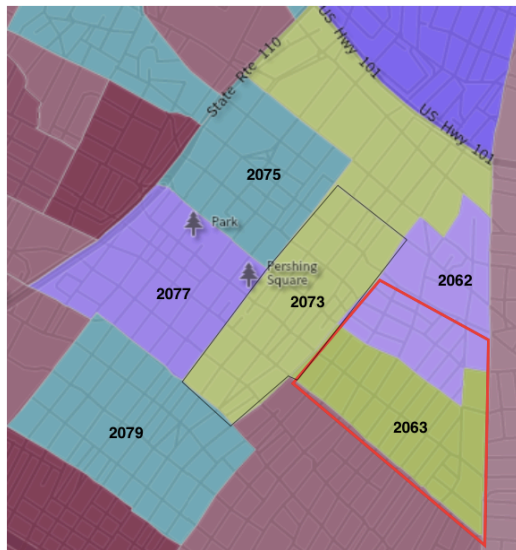 US Hwy 101
State Rte 110
US Hwy 101
2075
Park
Pershing
Square
2062
2077
2073
2063
2079